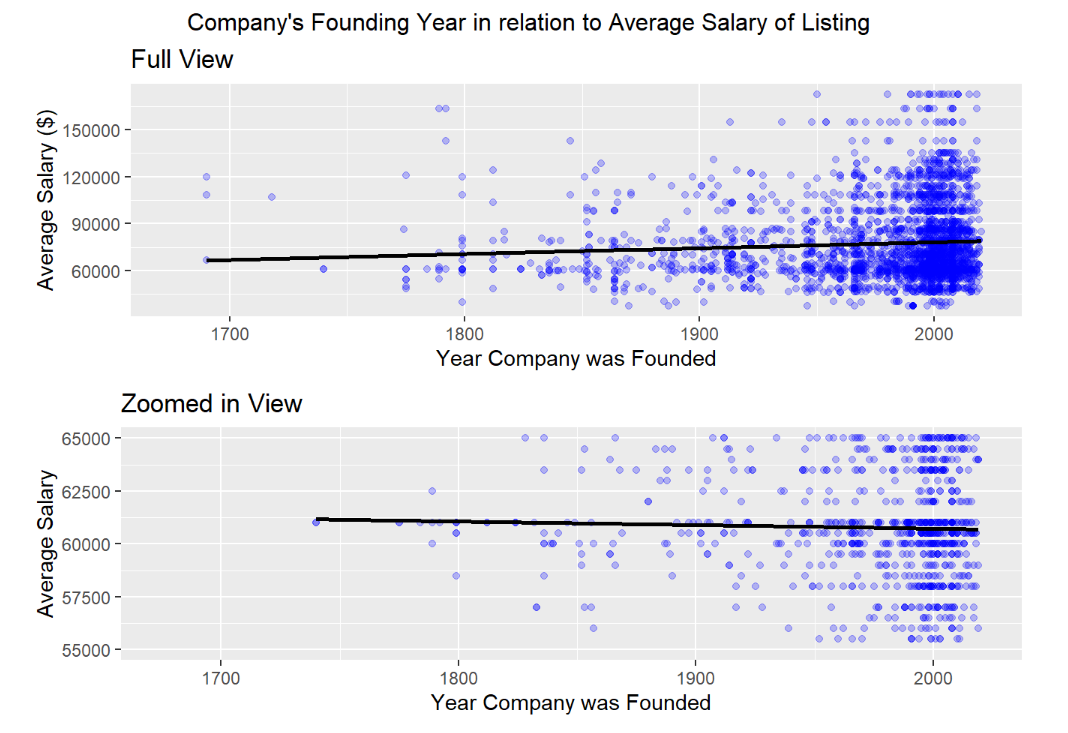 Company's Founding Year in relation to Average Salary of Listing
Full View
Average Salary ($)
150000
120000
90000
60000
1700 1800 1900 2000
Year Company was Founded
Zoomed in View
Average Salary
65000
62500
60000
57500
55000
1700 1800 1900 2000
Year Company was Founded